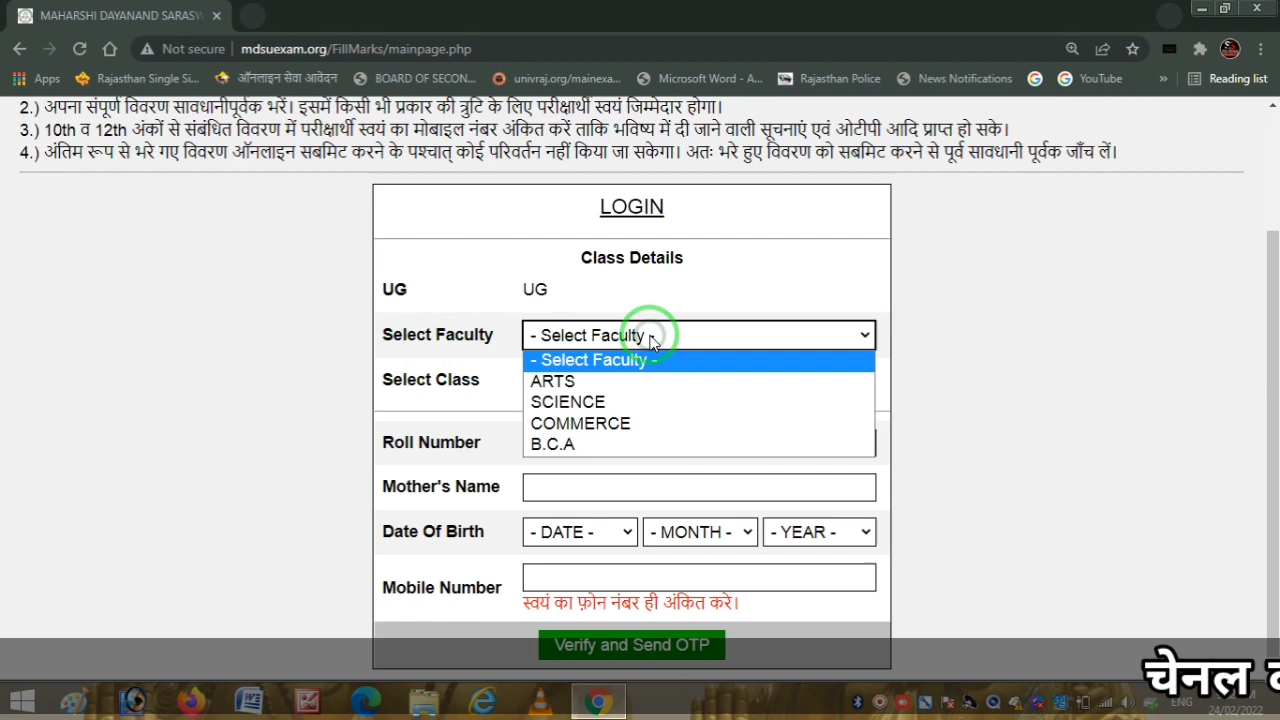 MAHARSHI DAYANAND SARASW
Not secure mdsuexam.org/FillMarks/mainpage.php
Apps Rajasthan Single Si... ऑनलाइन सेवा आवेदन BOARD OF SECON... univraj.org/mainexa... Microsoft Word - A... Rajasthan Police News Notifications YouTube » Reading list
2.) अपना संपूर्ण विवरण सावधानीपूर्वक भरें। इसमें किसी भी प्रकार की त्रुटि के लिए परीक्षार्थी स्वयं जिम्मेदार होगा।
3.) 10th व 12th अंकों से संबंधित विवरण में परीक्षार्थी स्वयं का मोबाइल नंबर अंकित करें ताकि भविष्य में दी जाने वाली सूचनाएं एवं ओटीपी आदि प्राप्त हो सके।
4.) अंतिम रूप से भरे गए विवरण ऑनलाइन सबमिट करने के पश्चात् कोई परिवर्तन नहीं किया जा सकेगा। अतः भरे हुए विवरण को सबमिट करने से पूर्व सावधानी पूर्वक जाँच लें।
LOGIN
Class Details
UG UG
Select Faculty - Select Faculty -
- Select Faculty -
Select Class ARTS
SCIENCE
COMMERCE
Roll Number B.C.A
Mother's Name
Date Of Birth - DATE - - MONTH - - YEAR -
Mobile Number
स्वयं का फ़ोन नंबर ही अंकित करे।
Verify and Send OTP
चेनल
ENG
24/02/2022